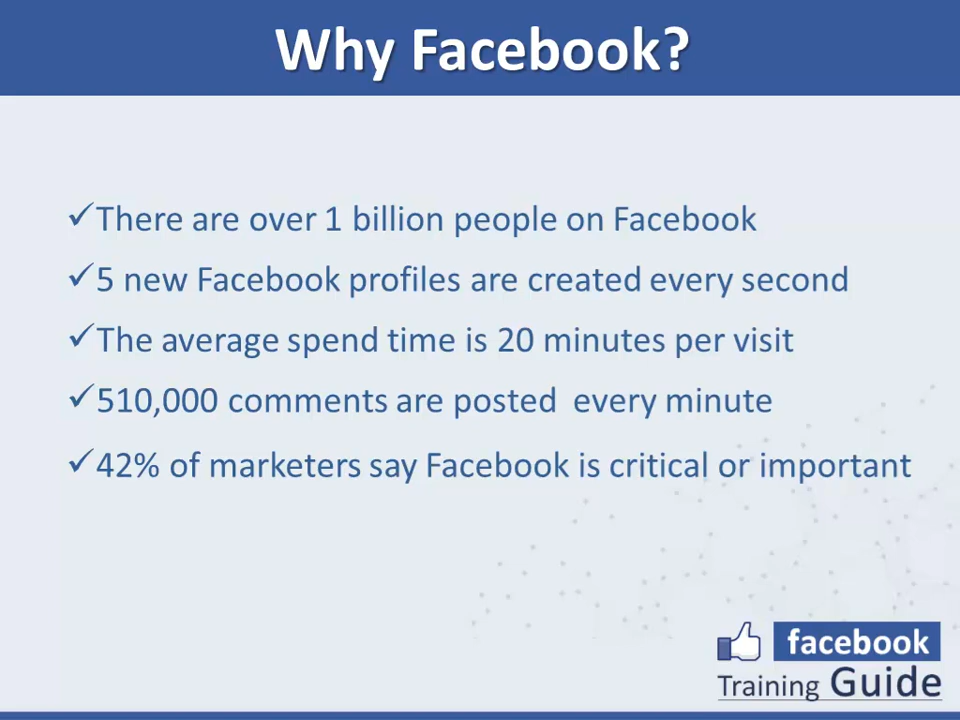 Why Facebook?
✓There are over 1 billion people on Facebook
✓5 new Facebook profiles are created every second
✓The average spend time is 20 minutes per visit
✓510,000 comments are posted  every minute
✓42% of marketers say Facebook is critical or important
facebook
Training Guide